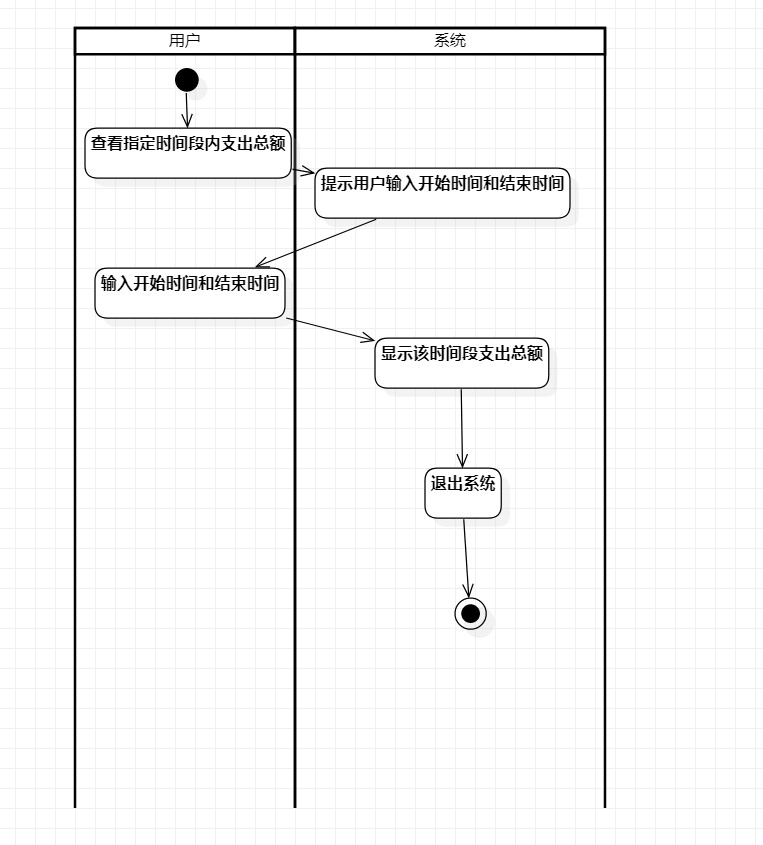 用户
系统
查看指定时间段内支出总额
提示用户输入开始时间和结束时间
输入开始时间和结束时间
显示该时间段支出总额
退出系统